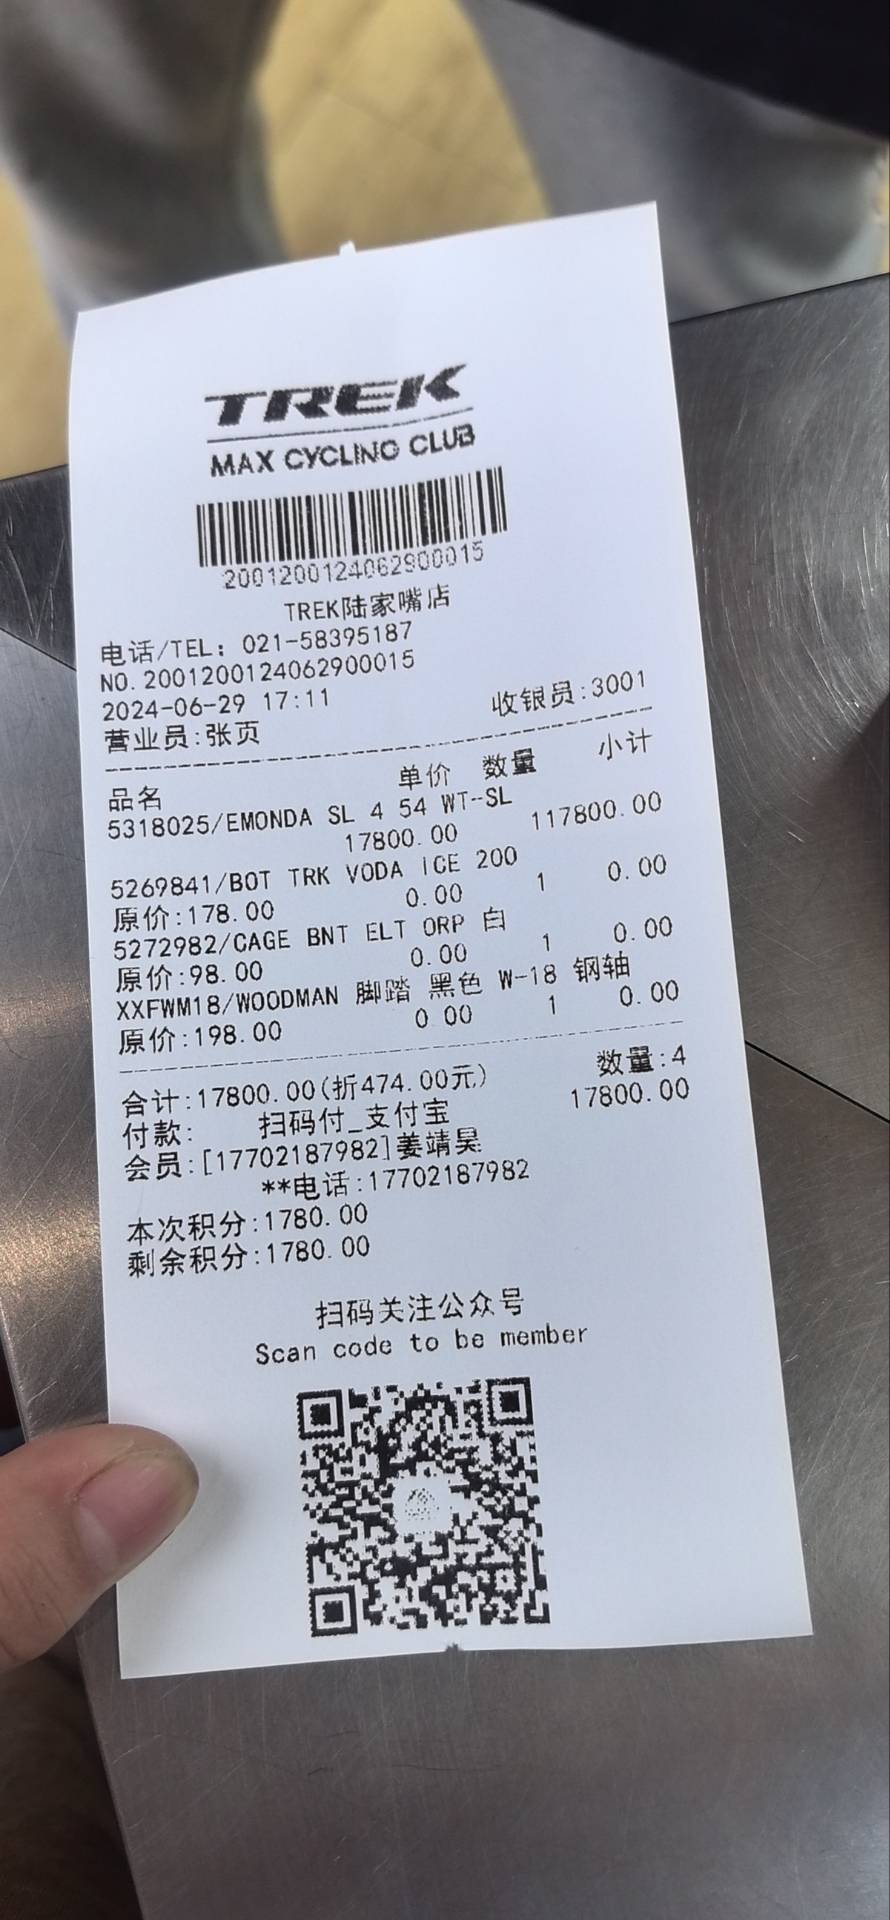 TREK
MAX CYCLING CLUB
2001200124062900015
TREK陆家嘴店
电话/TEL: 021-58395187
NO.2001200124062900015
2024-06-29 17:11 收银员:3001
营业员:张页
品名 单价 数量 小计
5318025/EMONDA SL 4 54 WT-SL
17800.00 117800.00
5269841/BOT TRK VODA ICE 200
原价:178.00 0.00 1 0.00
5272982/CAGE BNT ELT ORP 白
原价:98.00 0.00 1 0.00
XXFWM18/WOODMAN 脚踏 黑色 W-18 钢轴
原价:198.00 0.00 1 0.00
合计:17800.00(折474.00元) 数量:4
付款: 扫码付_支付宝 17800.00
会员:[17702187982]姜靖昊
**电话:17702187982
本次积分:1780.00
剩余积分:1780.00
扫码关注公众号
Scan code to be member